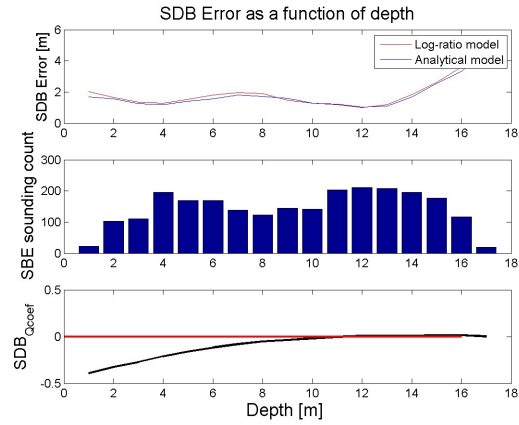 SDB Error as a function of depth
SDB Error [m]
6
4
2
0
Log-ratio model
Analytical model
0 2 4 6 8 10 12 14 16 18
SBE sounding count
300
200
100
0
0 2 4 6 8 10 12 14 16 18
SDB_Qcoef
0.5
0
-0.5
0 2 4 6 8 10 12 14 16 18
Depth [m]